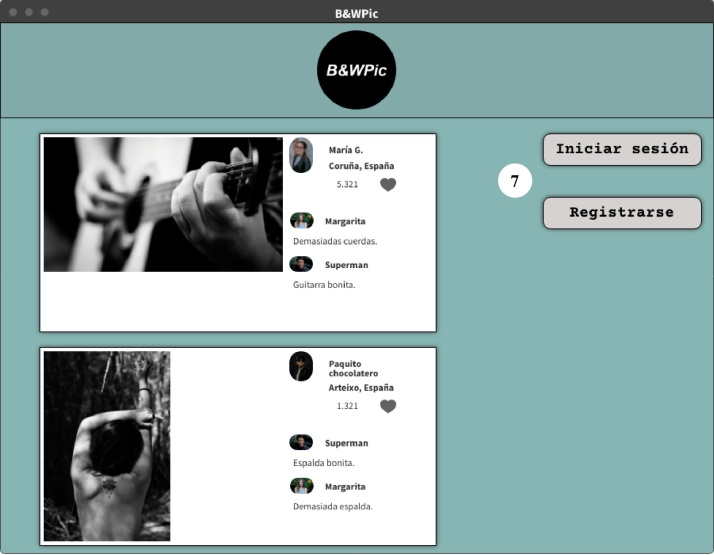 B&WPic
B&WPic
María G.
Coruña, España
5.321
Margarita
Demasiadas cuerdas.
Superman
Guitarra bonita.
Iniciar sesión
7
Registrarse
Paquito
chocolatero
Arteixo, España
1.321
Superman
Espalda bonita.
Margarita
Demasiada espalda.